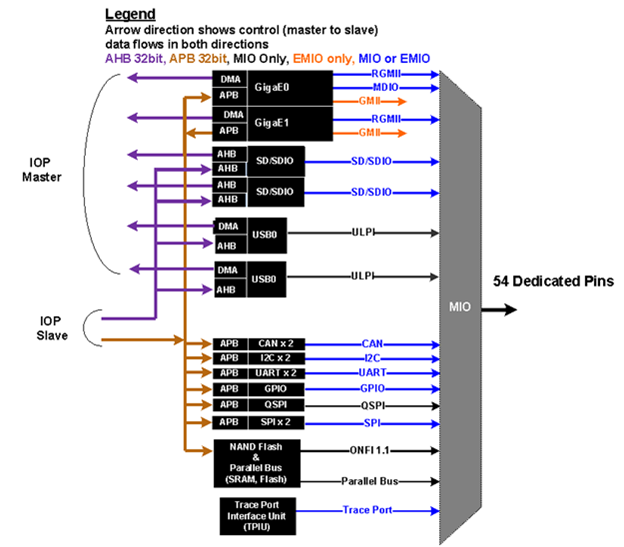 Legend
Arrow direction shows control (master to slave)
data flows in both directions
AHB 32bit, APB 32bit, MIO Only, EMIO only, MIO or EMIO
DMA
APB
GigaE0
RGMII
MDIO
GMII
DMA
APB
GigaE1
RGMII
GMII
IOP
Master
AHB
AHB
SD/SDIO
SD/SDIO
AHB
AHB
SD/SDIO
SD/SDIO
DMA
AHB
USB0
ULPI
DMA
AHB
USB0
ULPI
54 Dedicated Pins
MIO
IOP
Slave
APB CAN x 2 CAN
APB I2C x 2 I2C
APB UART x 2 UART
APB GPIO GPIO
APB QSPI QSPI
APB SPI x 2 SPI
NAND Flash
&
Parallel Bus
(SRAM, Flash)
ONFI 1.1
Parallel Bus
Trace Port
Interface Unit
(TPIU)
Trace Port